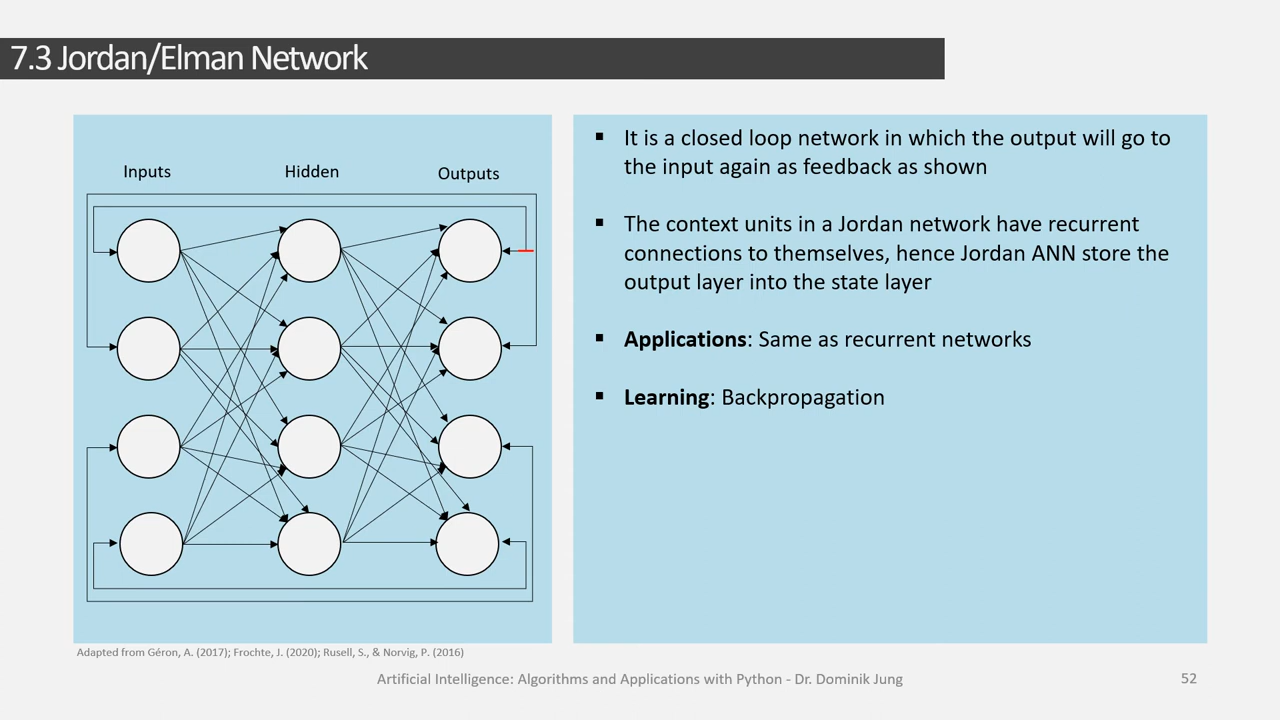 7.3 Jordan/Elman Network
Inputs
Hidden
Outputs
▪ It is a closed loop network in which the output will go to
the input again as feedback as shown
▪ The context units in a Jordan network have recurrent
connections to themselves, hence Jordan ANN store the
output layer into the state layer
▪ Applications: Same as recurrent networks
▪ Learning: Backpropagation
Adapted from Géron, A. (2017); Frochte, J. (2020); Rusell, S., & Norvig, P. (2016)
Artificial Intelligence: Algorithms and Applications with Python - Dr. Dominik Jung
52